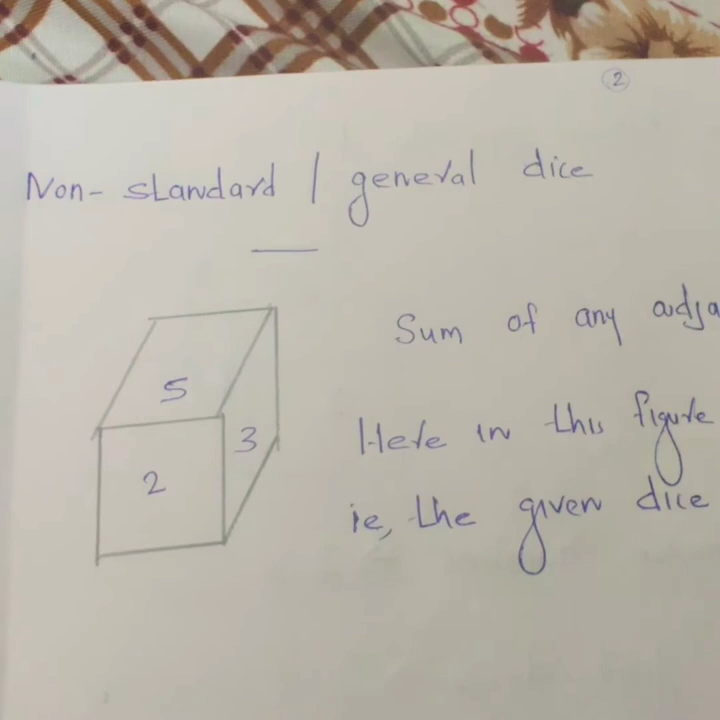 2
Non-standard / general dice
Sum of any adja
5
3
Here in this figure
2
ie, the given dice